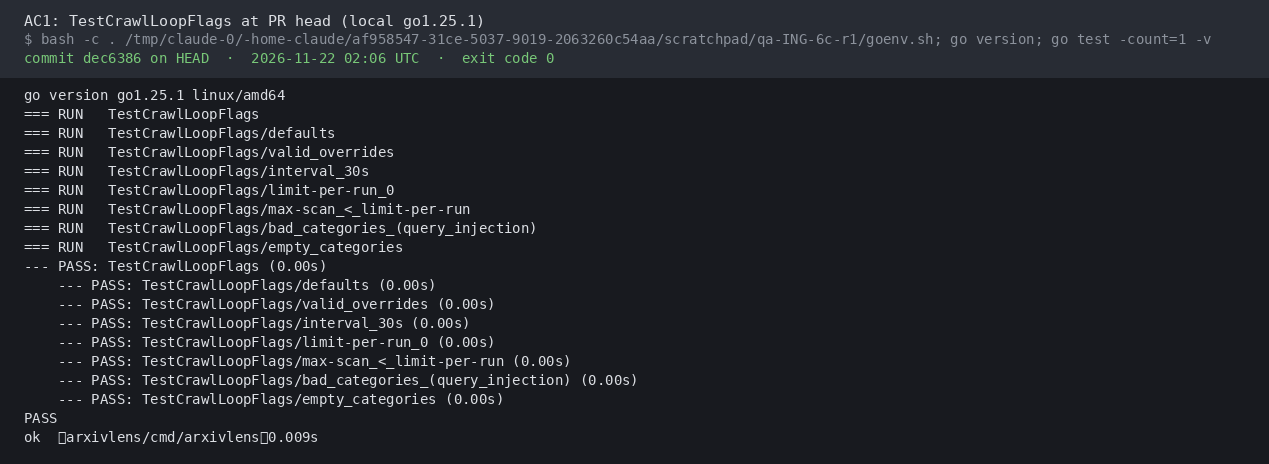 AC1: TestCrawlLoopFlags at PR head (local go1.25.1)
$ bash -c . /tmp/claude-0/-home-claude/af958547-31ce-5037-9019-2063260c54aa/scratchpad/qa-ING-6c-r1/goenv.sh; go version; go test -count=1 -v
commit dec6386 on HEAD · 2026-11-22 02:06 UTC · exit code 0
go version go1.25.1 linux/amd64
=== RUN   TestCrawlLoopFlags
=== RUN   TestCrawlLoopFlags/defaults
=== RUN   TestCrawlLoopFlags/valid_overrides
=== RUN   TestCrawlLoopFlags/interval_30s
=== RUN   TestCrawlLoopFlags/limit-per-run_0
=== RUN   TestCrawlLoopFlags/max-scan_<_limit-per-run
=== RUN   TestCrawlLoopFlags/bad_categories_(query_injection)
=== RUN   TestCrawlLoopFlags/empty_categories
--- PASS: TestCrawlLoopFlags (0.00s)
    --- PASS: TestCrawlLoopFlags/defaults (0.00s)
    --- PASS: TestCrawlLoopFlags/valid_overrides (0.00s)
    --- PASS: TestCrawlLoopFlags/interval_30s (0.00s)
    --- PASS: TestCrawlLoopFlags/limit-per-run_0 (0.00s)
    --- PASS: TestCrawlLoopFlags/max-scan_<_limit-per-run (0.00s)
    --- PASS: TestCrawlLoopFlags/bad_categories_(query_injection) (0.00s)
    --- PASS: TestCrawlLoopFlags/empty_categories (0.00s)
PASS
ok  	arxivlens/cmd/arxivlens	0.009s